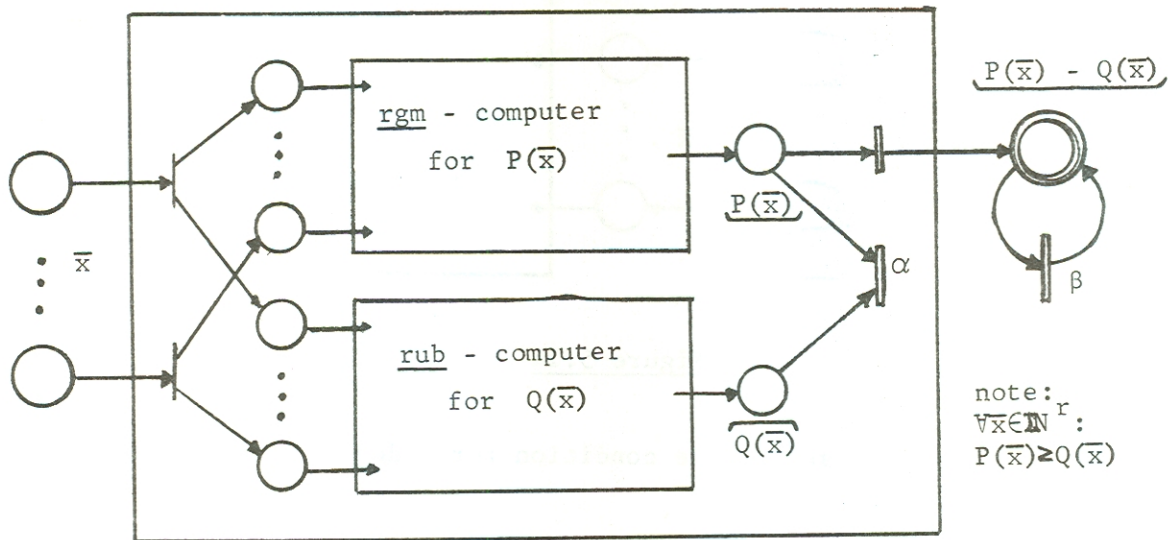 P(x̅) - Q(x̅)
rgm - computer
for P(x̅)
P(x̅)
x̅
α
β
rub - computer
for Q(x̅)
Q(x̅)
note:
∀x̅∈ℕ^r:
P(x̅)≥Q(x̅)